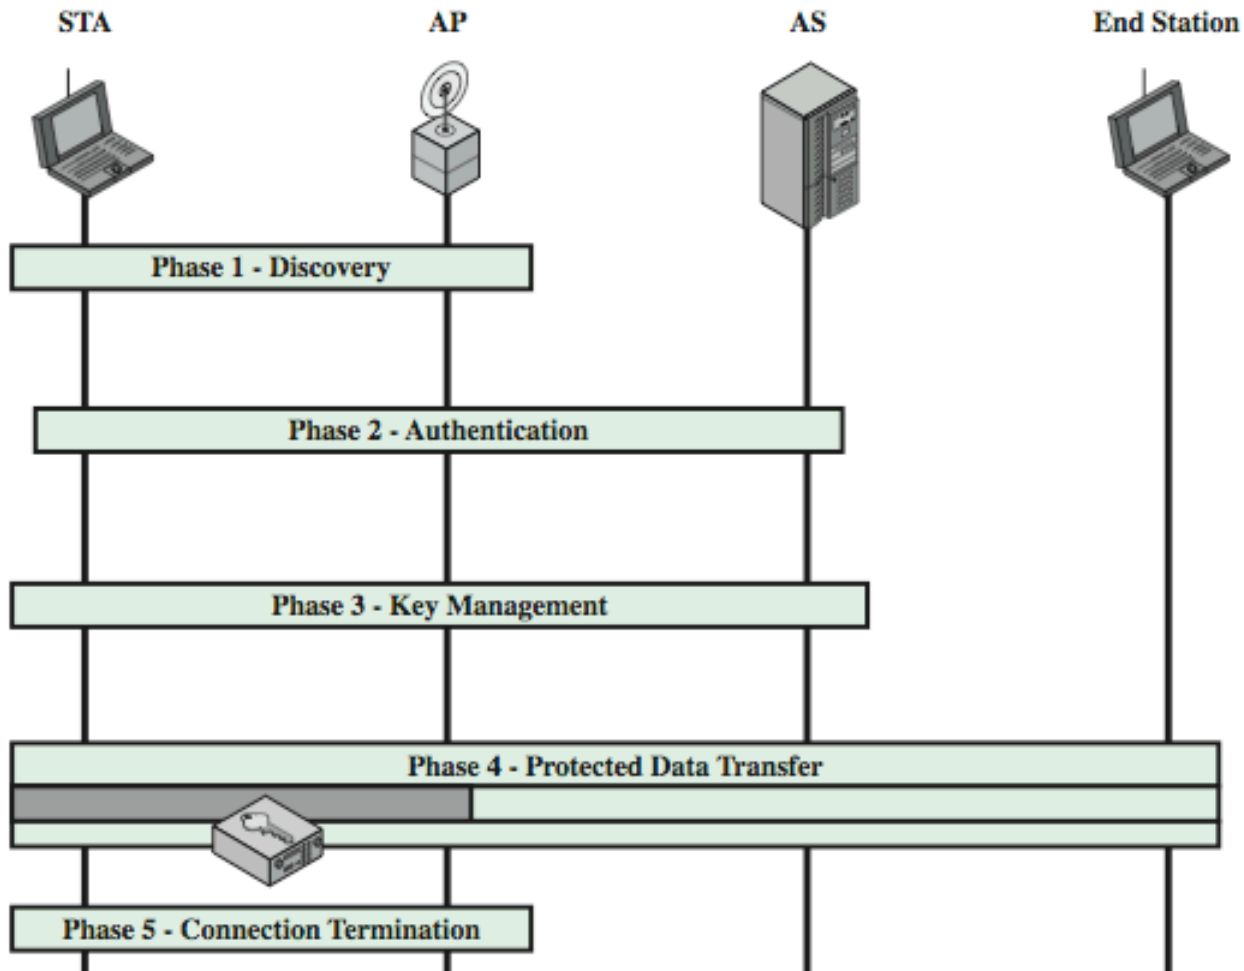 STA
AP
AS
End Station
Phase 1 - Discovery
Phase 2 - Authentication
Phase 3 - Key Management
Phase 4 - Protected Data Transfer
Phase 5 - Connection Termination